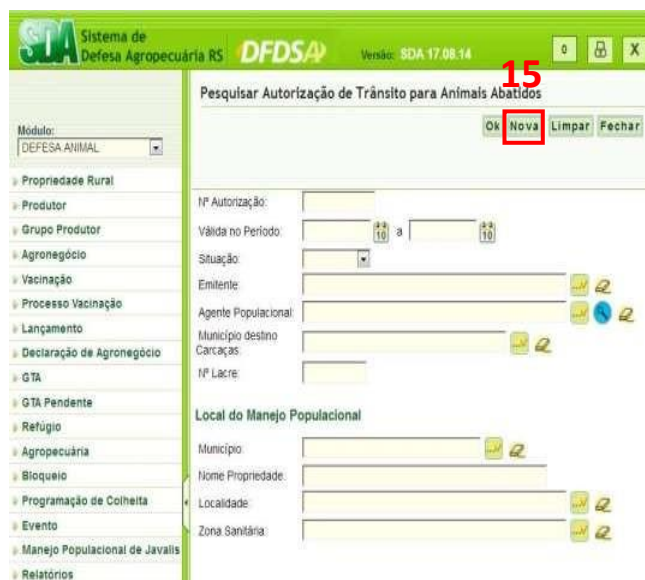 SDA Sistema de
Defesa Agropecuária RS
DFDSA
Versão: SDA 17.08.14
0
X
15
Pesquisar Autorização de Trânsito para Animais Abatidos
Ok Nova Limpar Fechar
Módulo:
DEFESA ANIMAL
Propriedade Rural
Produtor
Grupo Produtor
Agronegócio
Vacinação
Processo Vacinação
Lançamento
Declaração de Agronegócio
GTA
GTA Pendente
Refúgio
Agropecuária
Bloqueio
Programação de Colheita
Evento
Manejo Populacional de Javalis
Relatórios
Nº Autorização:
Válida no Período: 10 a 10
Situação:
Emitente:
Agente Populacional:
Município destino
Carcaças:
Nº Lacre:
Local do Manejo Populacional
Município:
Nome Propriedade:
Localidade:
Zona Sanitária: